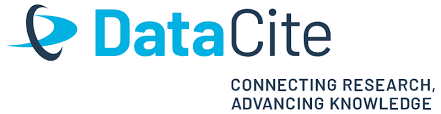 DataCite
CONNECTING RESEARCH,
ADVANCING KNOWLEDGE